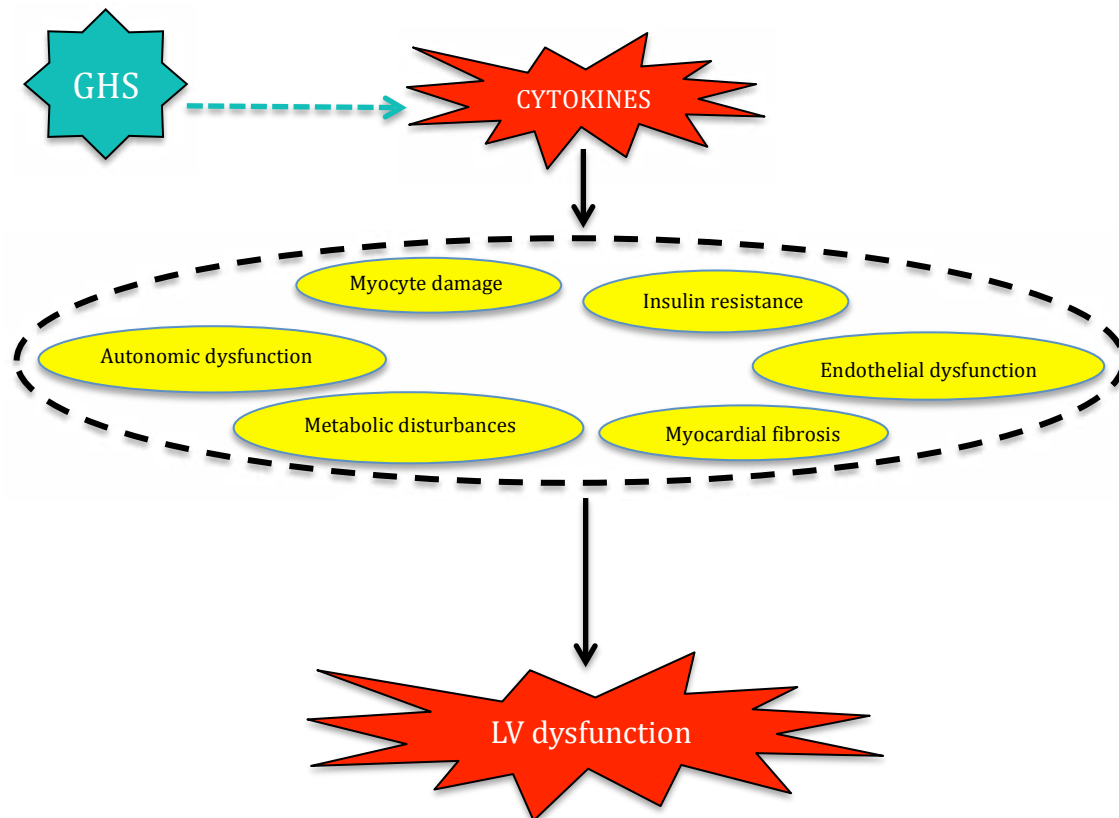 GHS
CYTOKINES
Myocyte damage
Insulin resistance
Autonomic dysfunction
Endothelial dysfunction
Metabolic disturbances
Myocardial fibrosis
LV dysfunction